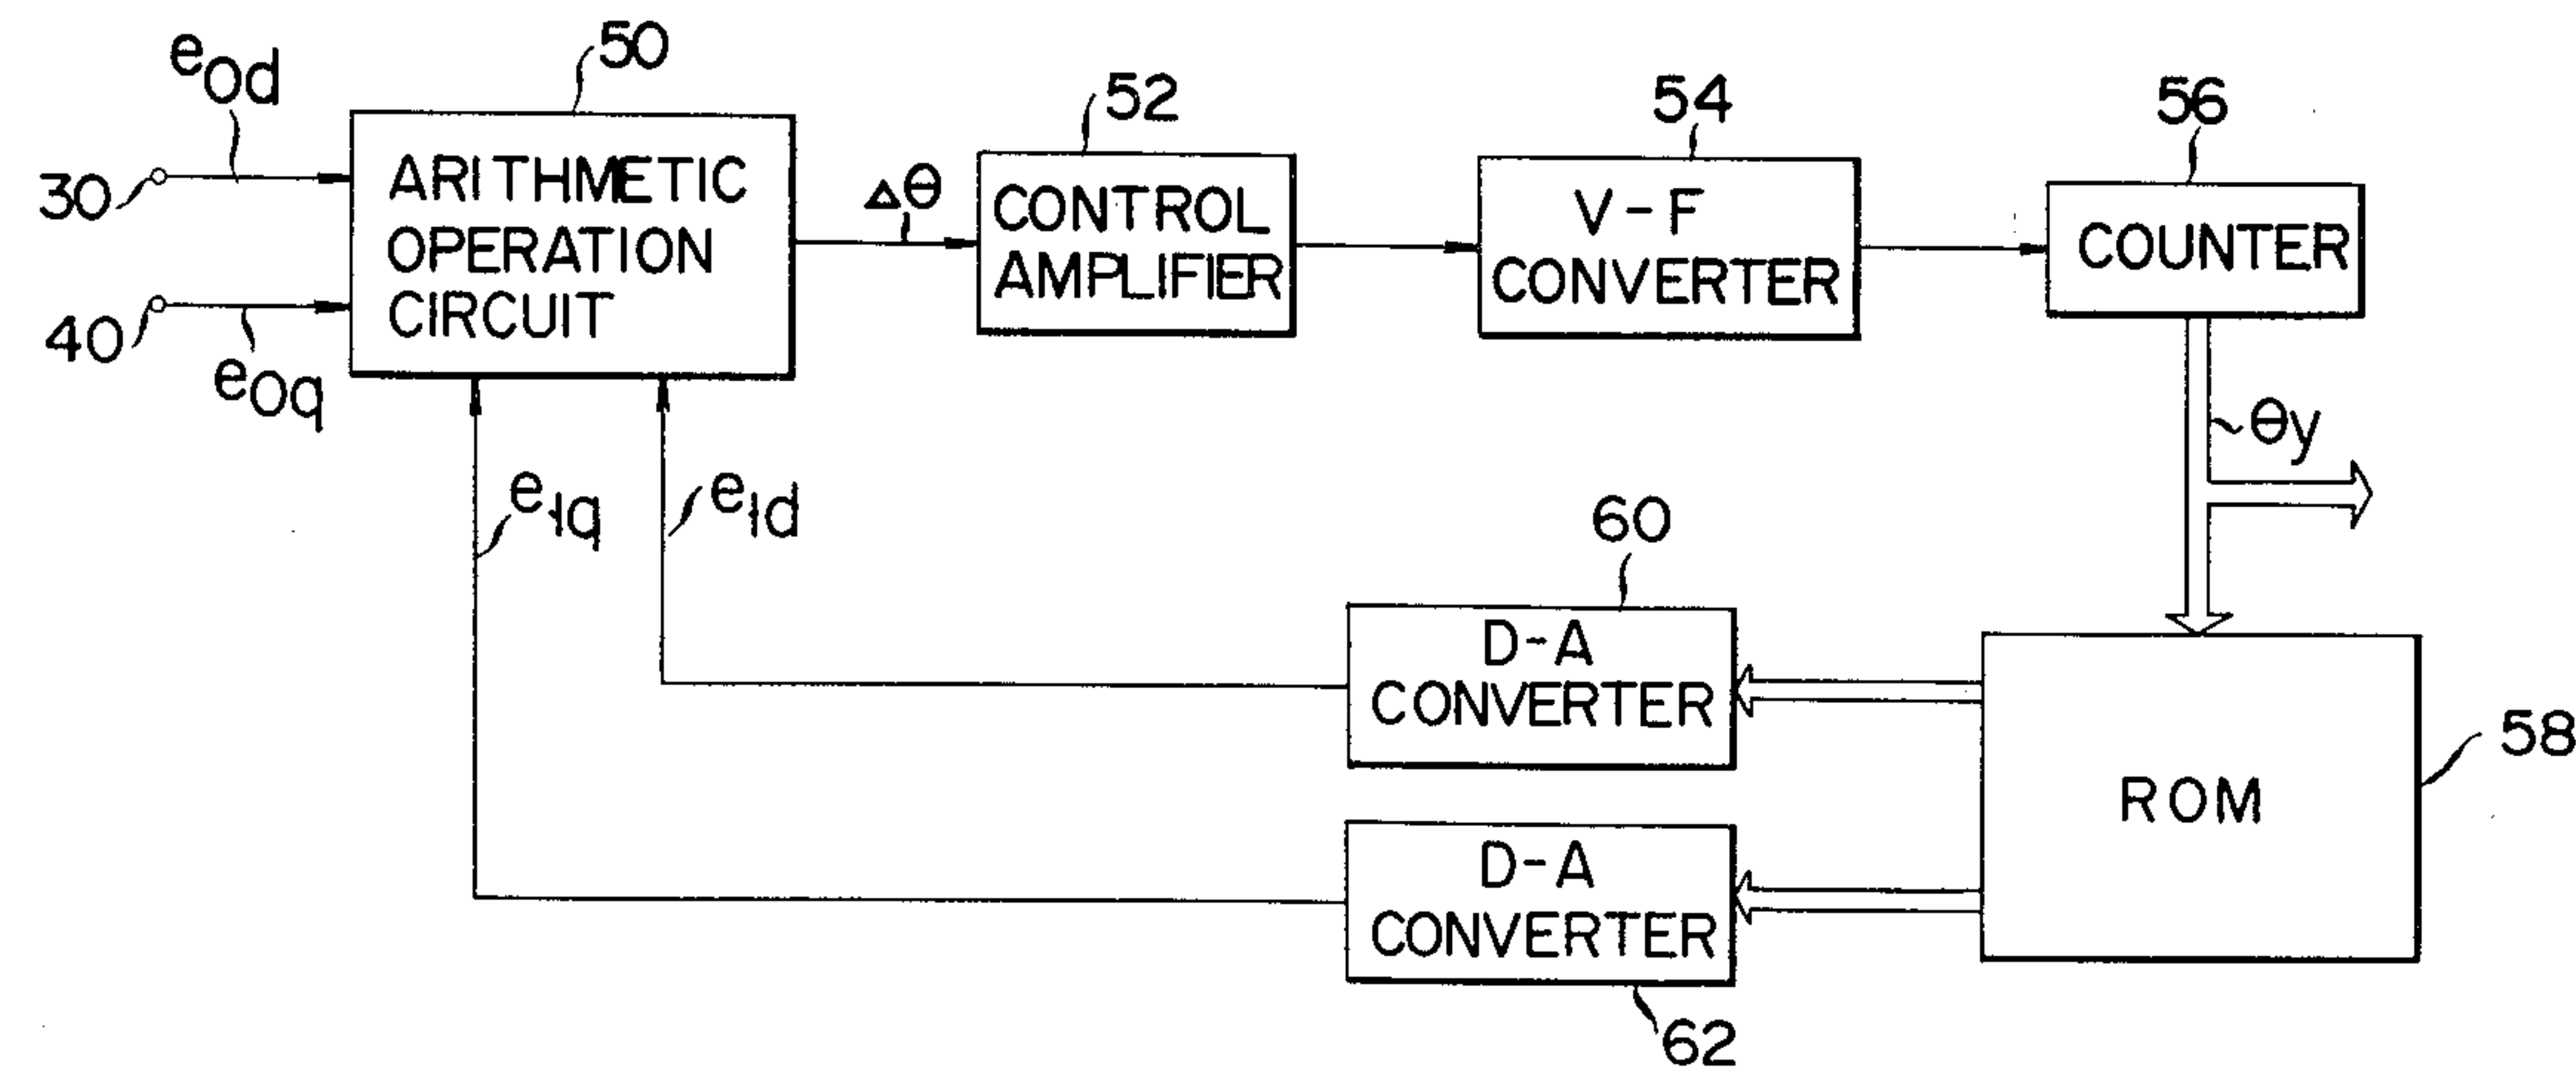 e0d
50
52
54
56
30
ARITHMETIC
OPERATION
CIRCUIT
Δθ
CONTROL
AMPLIFIER
V-F
CONVERTER
COUNTER
40
e0q
θy
e1q
e1d
60
D-A
CONVERTER
58
ROM
D-A
CONVERTER
62